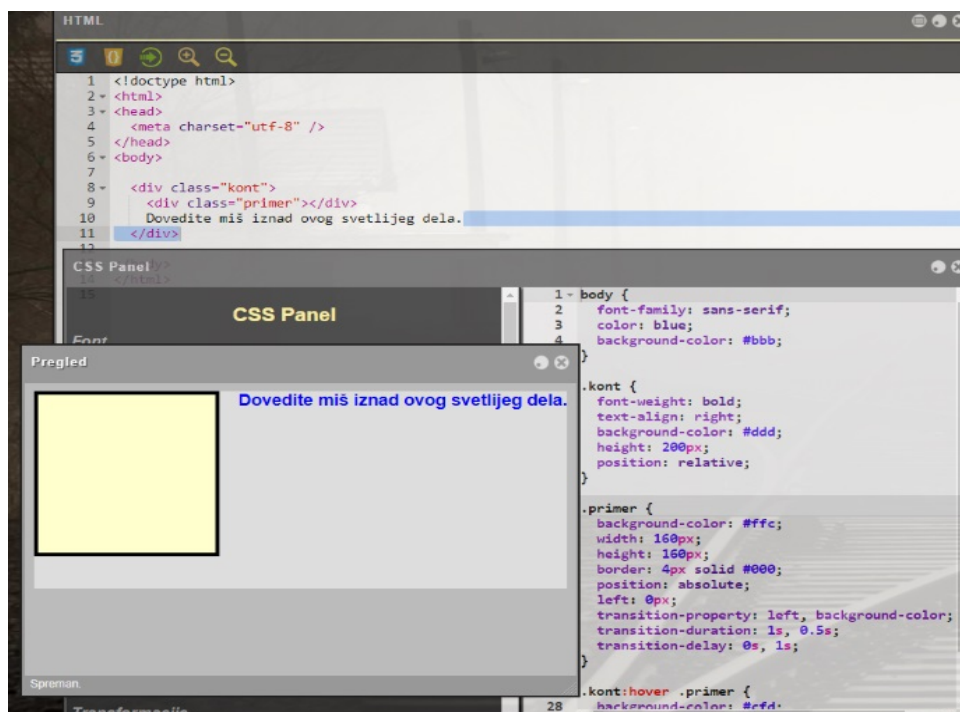 HTML
1 <!doctype html>
2 <html>
3 <head>
4 <meta charset="utf-8" />
5 </head>
6 <body>
7
8 <div class="kont">
9 <div class="primer"></div>
10 Dovedite miš iznad ovog svetlijeg dela.
11 </div>
12
CSS Panel
14 </html>
15
CSS Panel
Font
1 body {
2 font-family: sans-serif;
3 color: blue;
4 background-color: #bbb;
}
.kont {
font-weight: bold;
text-align: right;
background-color: #ddd;
height: 200px;
position: relative;
}
.primer {
background-color: #ffc;
width: 160px;
height: 160px;
border: 4px solid #000;
position: absolute;
left: 0px;
transition-property: left, background-color;
transition-duration: 1s, 0.5s;
transition-delay: 0s, 1s;
}
.kont:hover .primer {
28 background-color: #cfd;
Pregled
Dovedite miš iznad ovog svetlijeg dela.
Spreman.
Transformacije